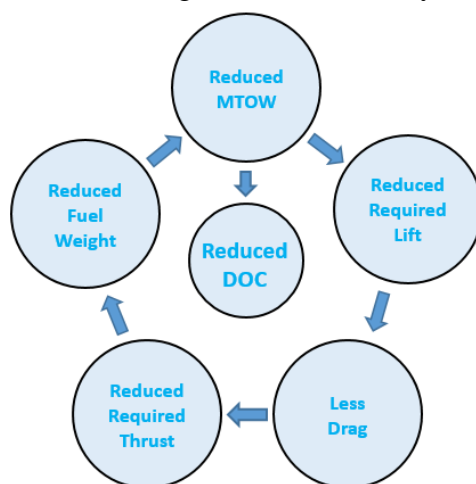 Reduced
MTOW
Reduced
Required
Lift
Less
Drag
Reduced
Required
Thrust
Reduced
Fuel
Weight
Reduced
DOC